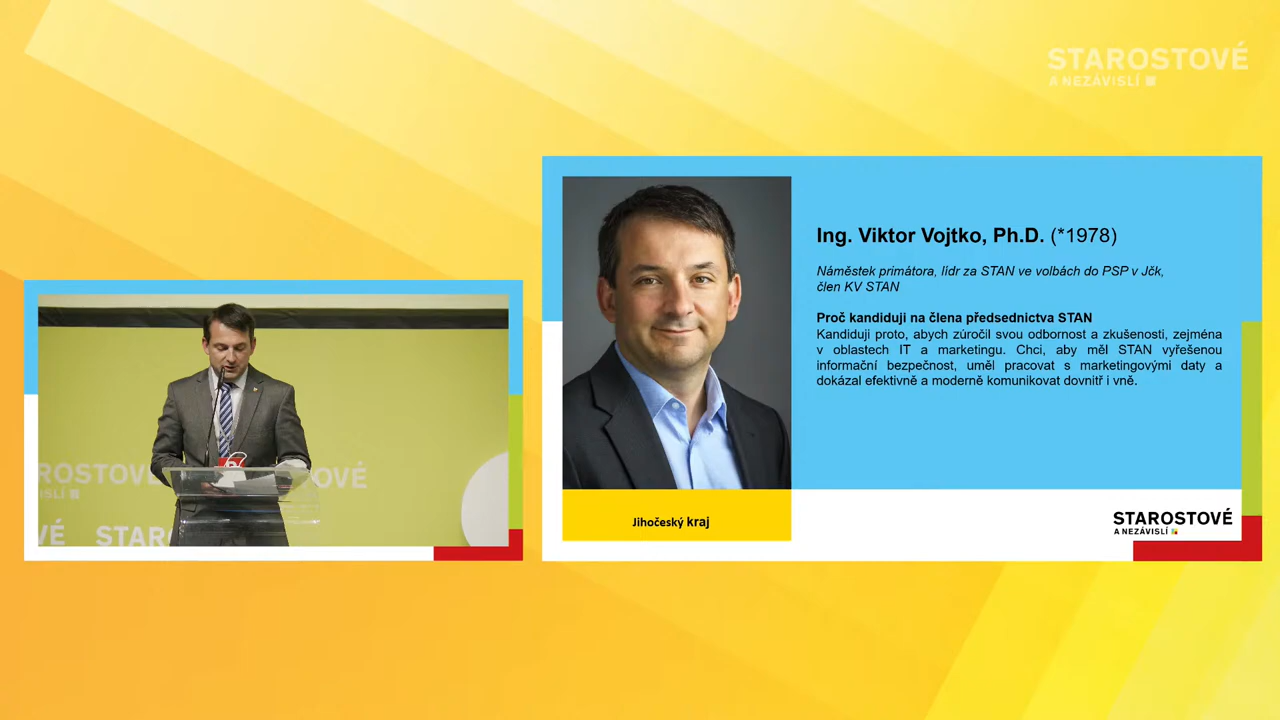 STAROSTOVÉ
A NEZÁVISLÍ
Ing. Viktor Vojtko, Ph.D. (*1978)
Náměstek primátora, lídr za STAN ve volbách do PSP v Jčk,
člen KV STAN
Proč kandiduji na člena předsednictva STAN
Kandiduji proto, abych zúročil svou odbornost a zkušenosti, zejména
v oblastech IT a marketingu. Chci, aby měl STAN vyřešenou
informační bezpečnost, uměl pracovat s marketingovými daty a
dokázal efektivně a moderně komunikovat dovnitř i vně.
ROSTOV
OVÉ
ISLÍ
VÉ
STAR
Jihočeský kraj
STAROSTOVÉ
A NEZÁVISLÍ